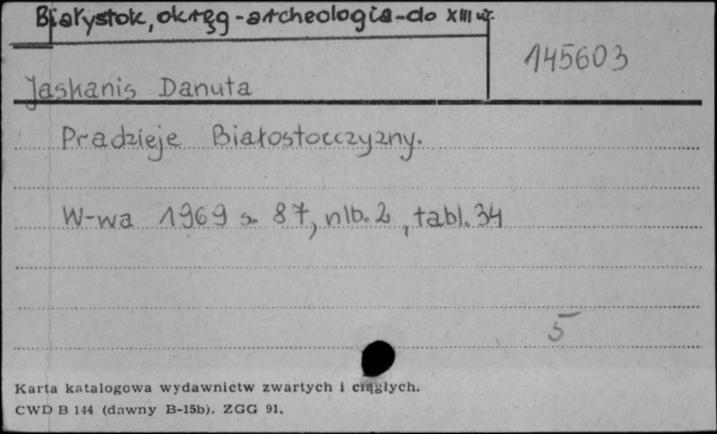 Białystok, okręg - archeologia - do XIII w.
145603
Jaskanis Danuta
Pradzieje Białostocczyzny.
W-wa 1969 s. 87, nlb. 2, tabl. 34
5
Karta katalogowa wydawnictw zwartych i ciągłych.
CWD B 144 (dawny B-15b). ZGG 91.